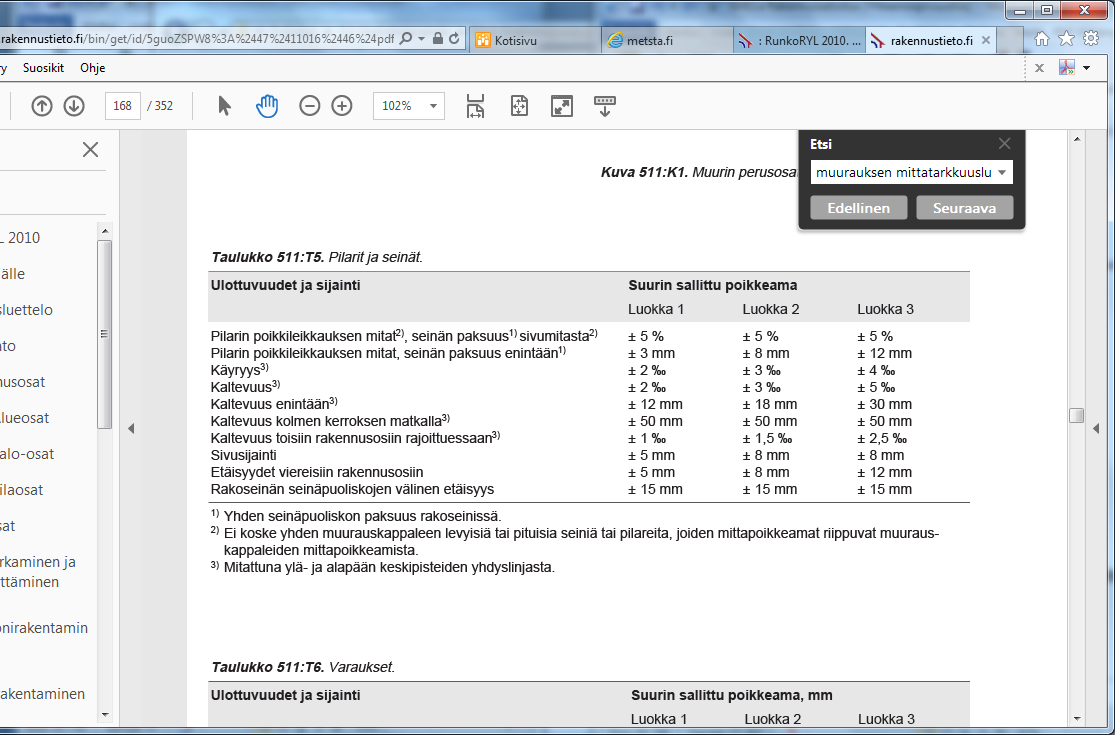 rakennustieto.fi/bin/get/id/5guoZSPW8%3A%2447%2411016%2446%24pdf
Kotisivu
metsta.fi
: RunkoRYL 2010. ...
rakennustieto.fi
y Suosikit Ohje
168 / 352
102%
Etsi
muurauksen mittatarkkuuslu
Edellinen Seuraava
L 2010
älle
sluettelo
to
nusosat
lueosat
alo-osat
ilaosat
sat
rkaminen ja
ttäminen
onirakentamin
akentaminen
Kuva 511:K1. Muurin perusosa
Taulukko 511:T5. Pilarit ja seinät.
Ulottuvuudet ja sijainti Suurin sallittu poikkeama
Luokka 1 Luokka 2 Luokka 3
Pilarin poikkileikkauksen mitat2), seinän paksuus1) sivumitasta2) ± 5 % ± 5 % ± 5 %
Pilarin poikkileikkauksen mitat, seinän paksuus enintään1) ± 3 mm ± 8 mm ± 12 mm
Käyryys3) ± 2 ‰ ± 3 ‰ ± 4 ‰
Kaltevuus3) ± 2 ‰ ± 3 ‰ ± 5 ‰
Kaltevuus enintään3) ± 12 mm ± 18 mm ± 30 mm
Kaltevuus kolmen kerroksen matkalla3) ± 50 mm ± 50 mm ± 50 mm
Kaltevuus toisiin rakennusosiin rajoittuessaan3) ± 1 ‰ ± 1,5 ‰ ± 2,5 ‰
Sivusijainti ± 5 mm ± 8 mm ± 8 mm
Etäisyydet viereisiin rakennusosiin ± 5 mm ± 8 mm ± 12 mm
Rakoseinän seinäpuoliskojen välinen etäisyys ± 15 mm ± 15 mm ± 15 mm
1) Yhden seinäpuoliskon paksuus rakoseinissä.
2) Ei koske yhden muurauskappaleen levyisiä tai pituisia seiniä tai pilareita, joiden mittapoikkeamat riippuvat muuraus-
kappaleiden mittapoikkeamista.
3) Mitattuna ylä- ja alapään keskipisteiden yhdyslinjasta.
Taulukko 511:T6. Varaukset.
Ulottuvuudet ja sijainti Suurin sallittu poikkeama, mm
Luokka 1 Luokka 2 Luokka 3